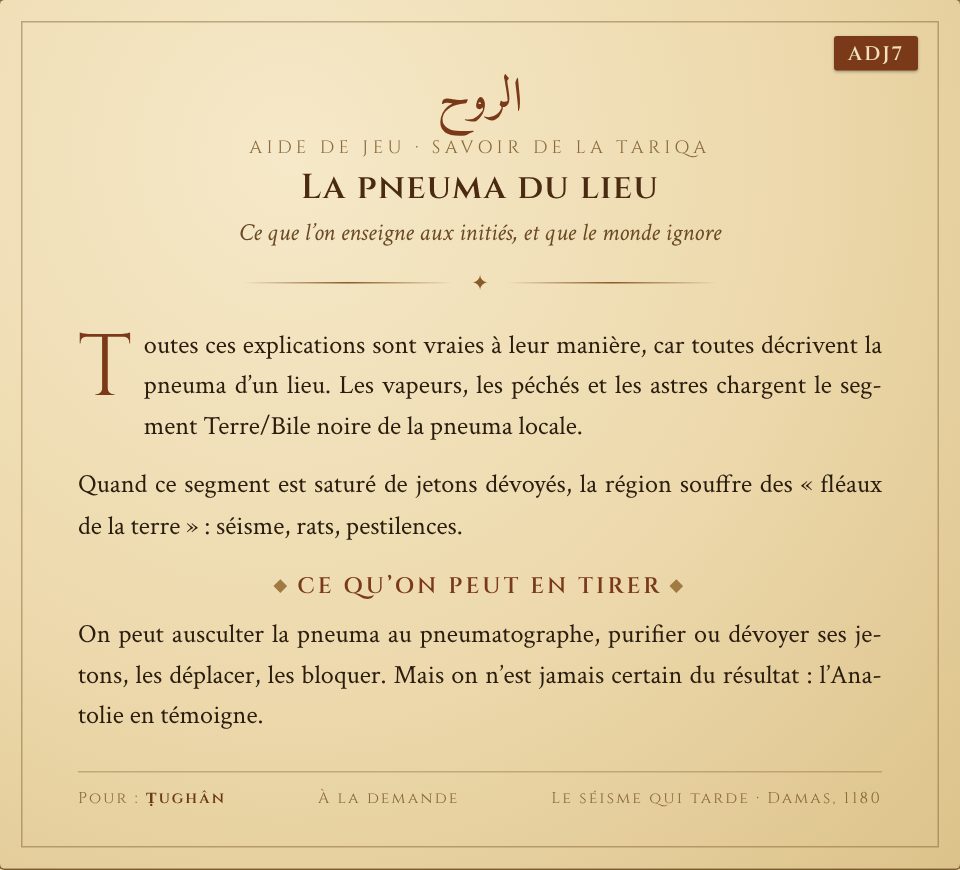 ADJ7
الروح
AIDE DE JEU · SAVOIR DE LA TARIQA
LA PNEUMA DU LIEU
Ce que l’on enseigne aux initiés, et que le monde ignore
Toutes ces explications sont vraies à leur manière, car toutes décrivent la
pneuma d’un lieu. Les vapeurs, les péchés et les astres chargent le seg-
ment Terre/Bile noire de la pneuma locale.
Quand ce segment est saturé de jetons dévoyés, la région souffre des « fléaux
de la terre » : séisme, rats, pestilences.
CE QU’ON PEUT EN TIRER
On peut ausculter la pneuma au pneumatographe, purifier ou dévoyer ses je-
tons, les déplacer, les bloquer. Mais on n’est jamais certain du résultat : l’Ana-
tolie en témoigne.
POUR : ṬUGHÂN À LA DEMANDE LE SÉISME QUI TARDE · DAMAS, 1180